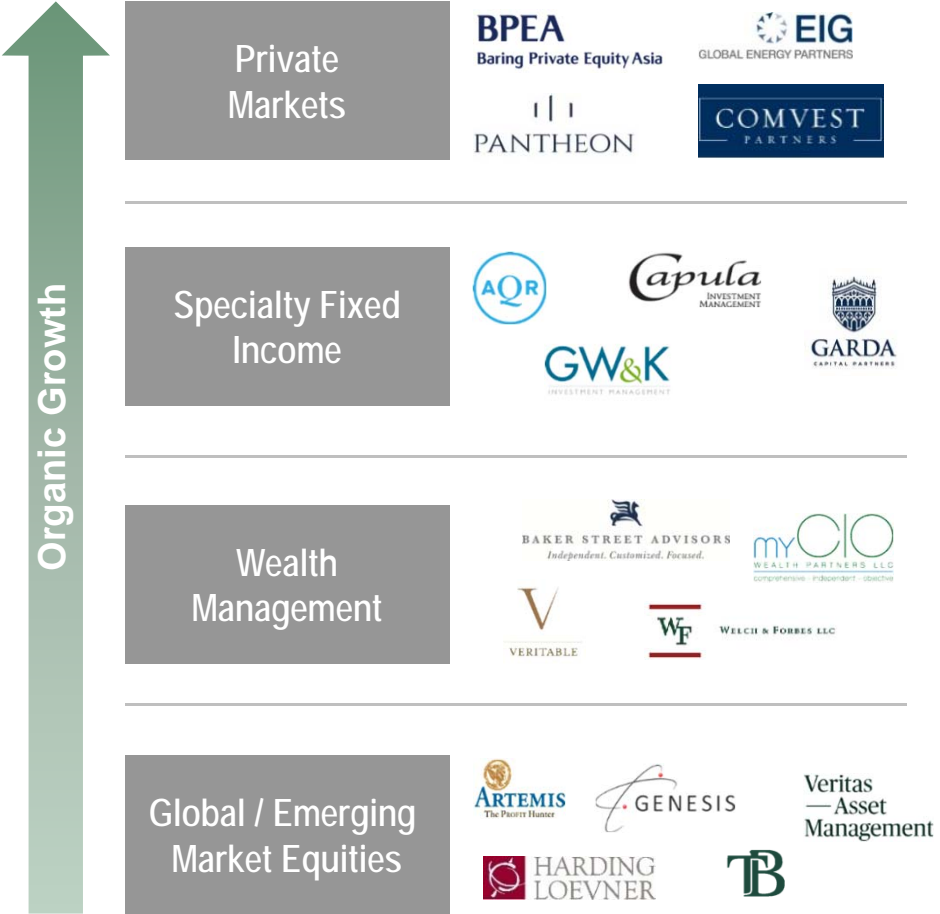 Organic Growth
Private
Markets
BPEA
Baring Private Equity Asia
EIG
GLOBAL ENERGY PARTNERS
PANTHEON
COMVEST
PARTNERS
Specialty Fixed
Income
AQR
Capula
INVESTMENT
MANAGEMENT
GARDA
CAPITAL PARTNERS
GW&K
INVESTMENT MANAGEMENT
Wealth
Management
BAKER STREET ADVISORS
Independent. Customized. Focused.
myCIO
WEALTH PARTNERS LLC
comprehensive - independent - objective
V
VERITABLE
WF
WELCH & FORBES LLC
Global / Emerging
Market Equities
ARTEMIS
The PROFIT Hunter
GENESIS
Veritas
— Asset
Management
HARDING
LOEVNER
TB